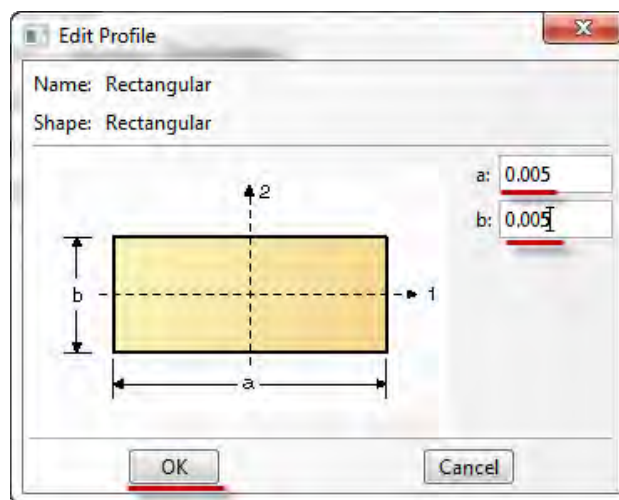 Edit Profile
Name: Rectangular
Shape: Rectangular
a: 0.005
b: 0.005
2
b
1
a
OK
Cancel